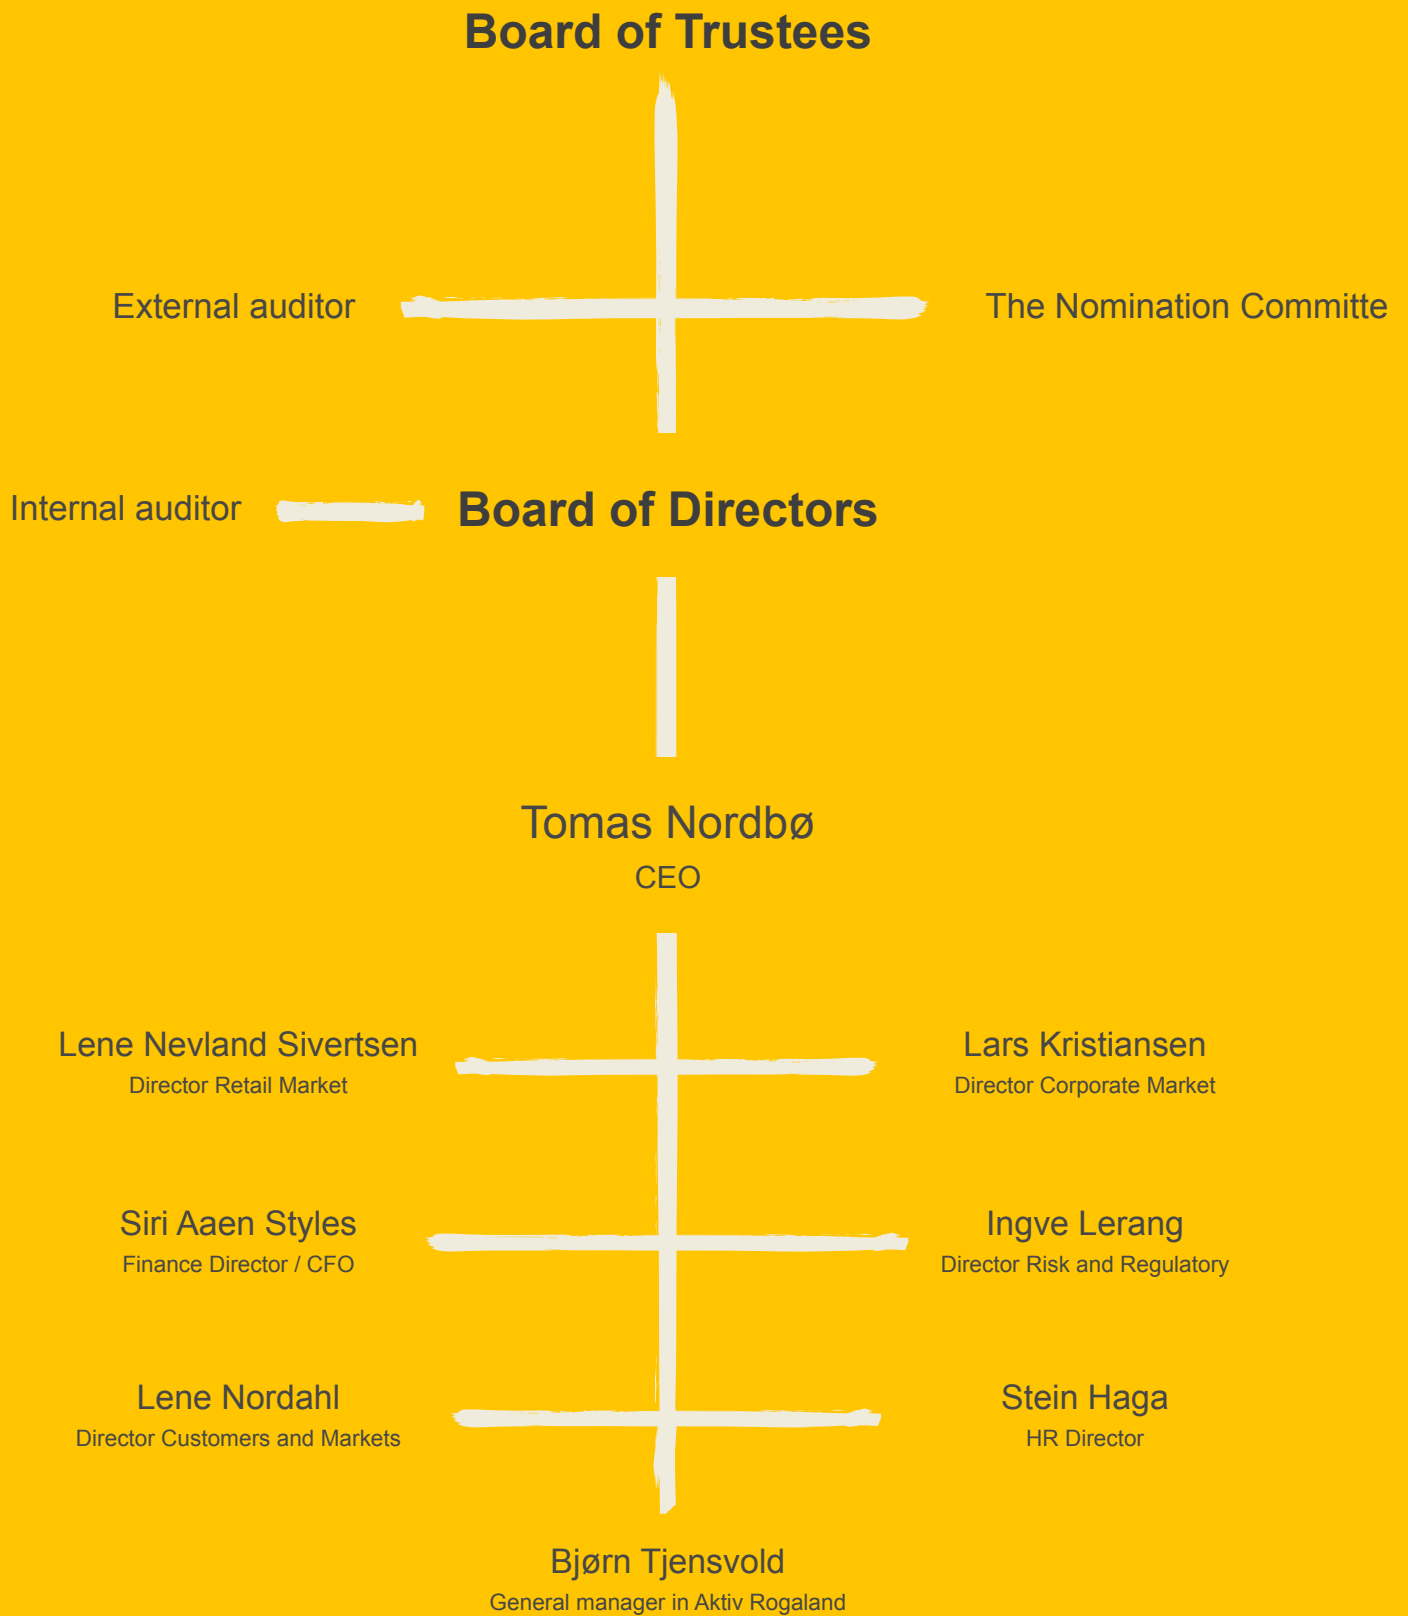 Board of Trustees
External auditor
The Nomination Committe
Internal auditor
Board of Directors
Tomas Nordbø
CEO
Lene Nevland Sivertsen
Director Retail Market
Lars Kristiansen
Director Corporate Market
Siri Aaen Styles
Finance Director / CFO
Ingve Lerang
Director Risk and Regulatory
Lene Nordahl
Director Customers and Markets
Stein Haga
HR Director
Bjørn Tjensvold
General manager in Aktiv Rogaland